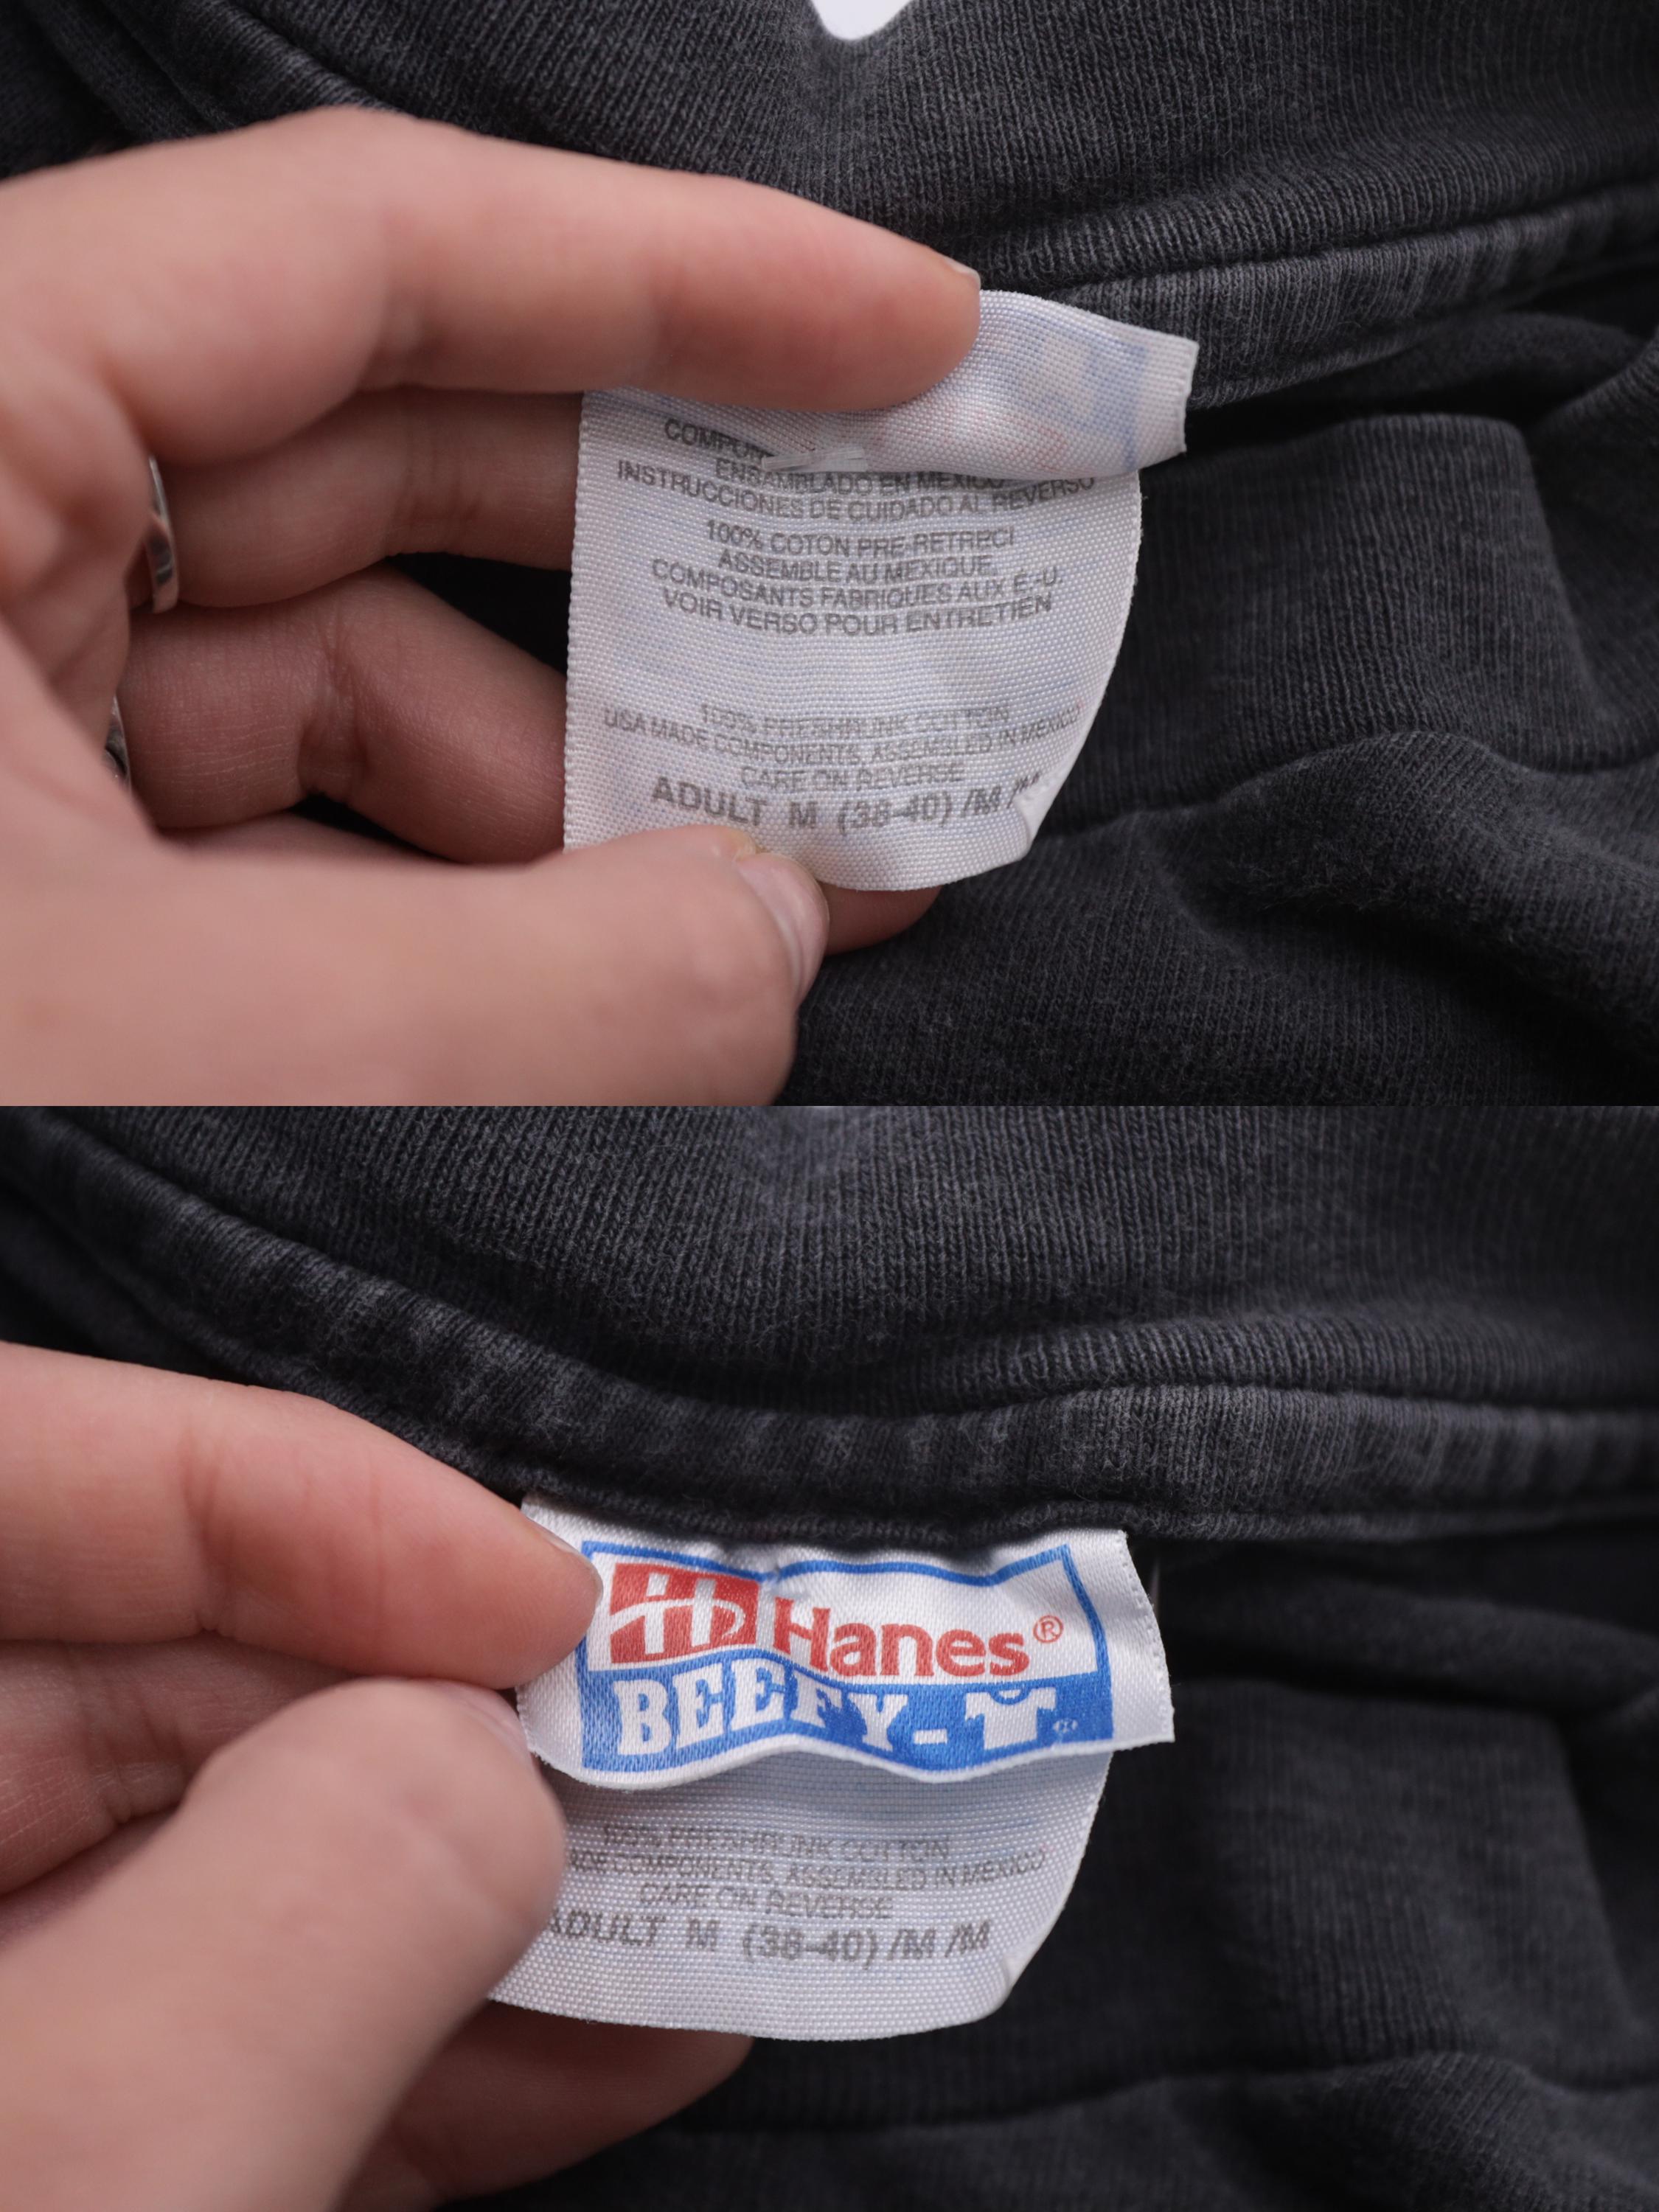 ENSAMBLADO EN MEXICO
INSTRUCCIONES DE CUIDADO AL REVERSO
100% COTON PRE-RETRECI
ASSEMBLE AU MEXIQUE,
COMPOSANTS FABRIQUES AUX É.-U.
VOIR VERSO POUR ENTRETIEN
100% PRESHRUNK COTTON
USA MADE COMPONENTS, ASSEMBLED IN MEXICO
CARE ON REVERSE
ADULT M (38-40) /M
Hanes®
BEEFY-T
100% PRESHRUNK COTTON
COMPONENTS, ASSEMBLED IN MEXICO
CARE ON REVERSE
ADULT M (38-40) /M /M